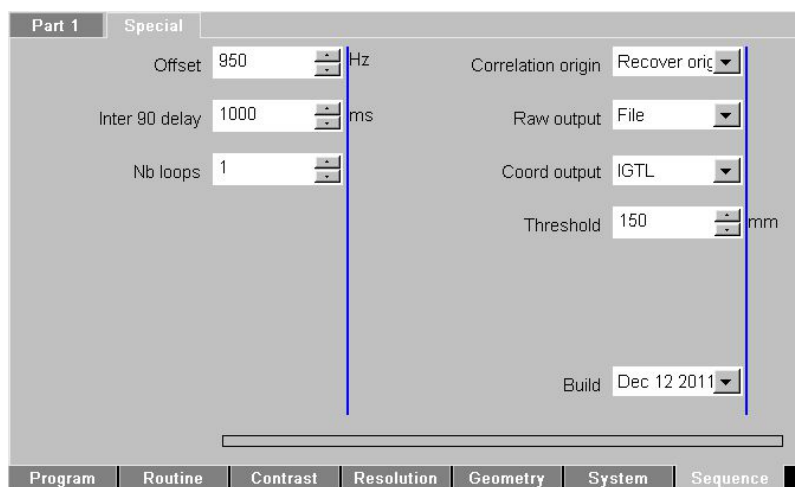 Part 1 Special
Offset 950 Hz
Correlation origin Recover orig
Inter 90 delay 1000 ms
Raw output File
Nb loops 1
Coord output IGTL
Threshold 150 mm
Build Dec 12 2011
Program Routine Contrast Resolution Geometry System Sequence